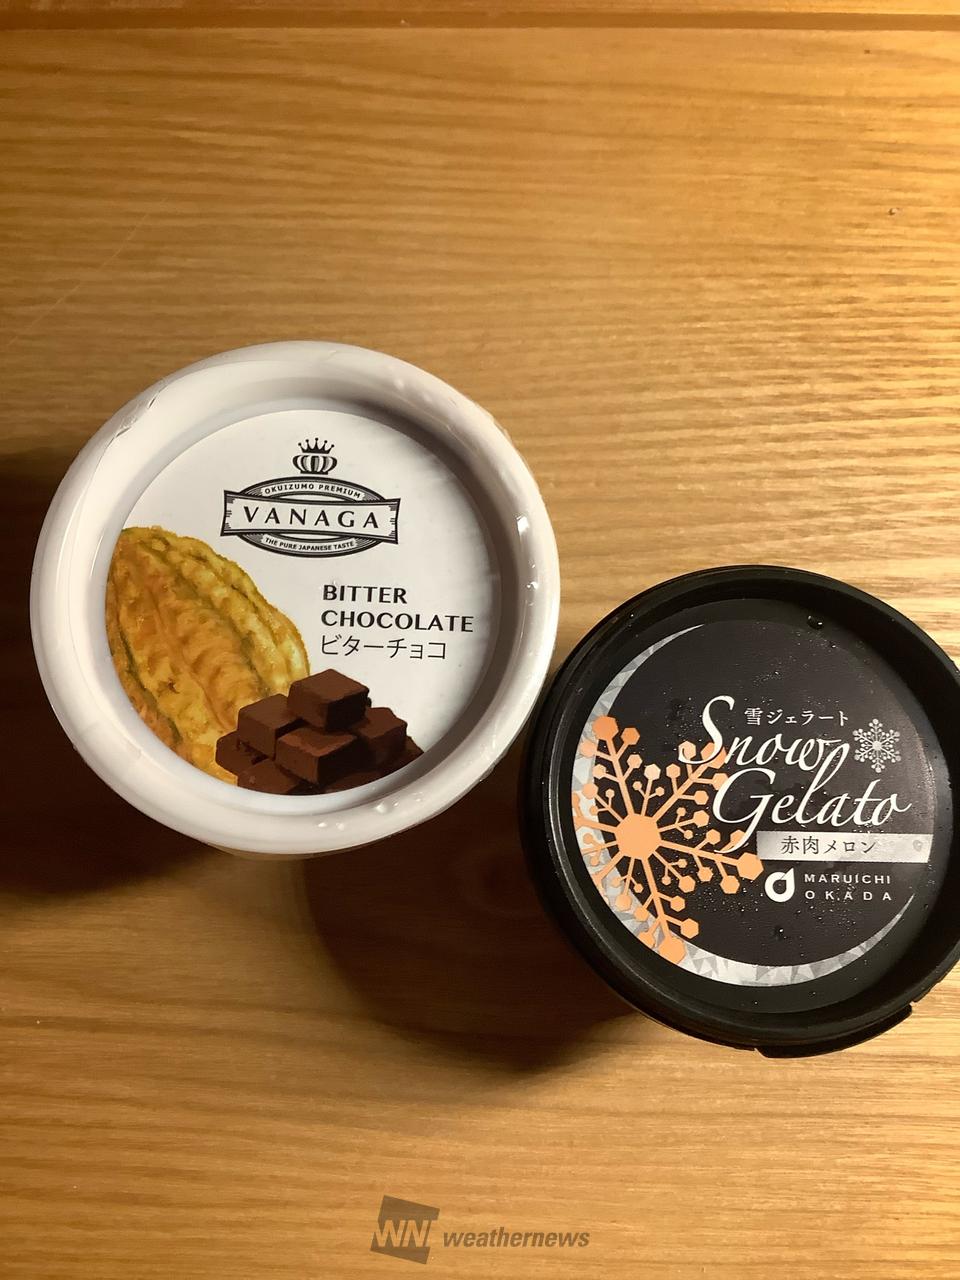 OKUIZUMO PREMIUM
VANAGA
THE PURE JAPANESE TASTE
BITTER
CHOCOLATE
ビターチョコ
雪ジェラート
Snow
Gelato
赤肉メロン
MARUICHI
OKADA
WN weathernews